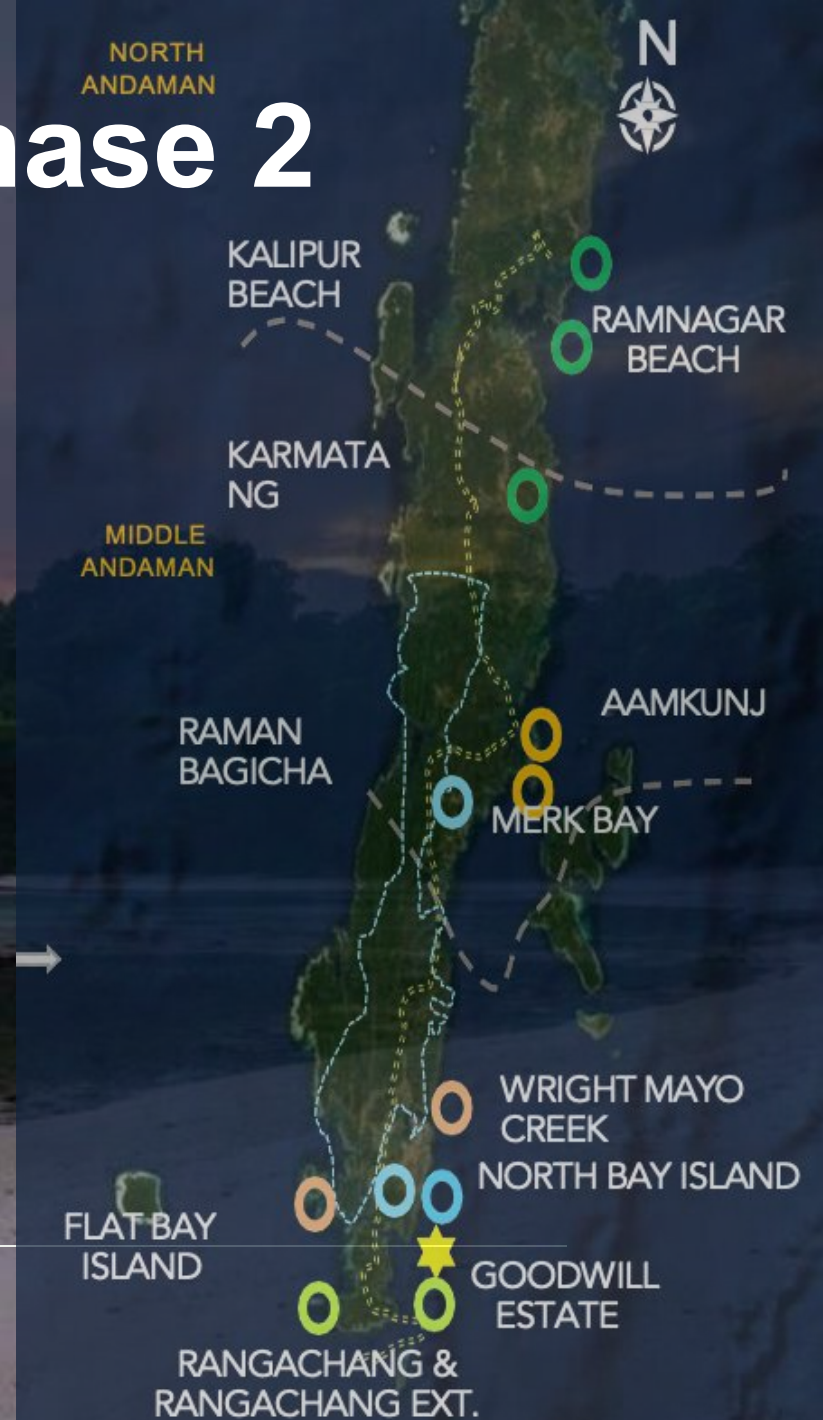 NORTH
ANDAMAN
N
hase 2
KALIPUR
BEACH
RAMNAGAR
BEACH
KARMATA
NG
MIDDLE
ANDAMAN
AAMKUNJ
RAMAN
BAGICHA
MERK BAY
WRIGHT MAYO
CREEK
NORTH BAY ISLAND
FLAT BAY
ISLAND
GOODWILL
ESTATE
RANGACHANG &
RANGACHANG EXT.